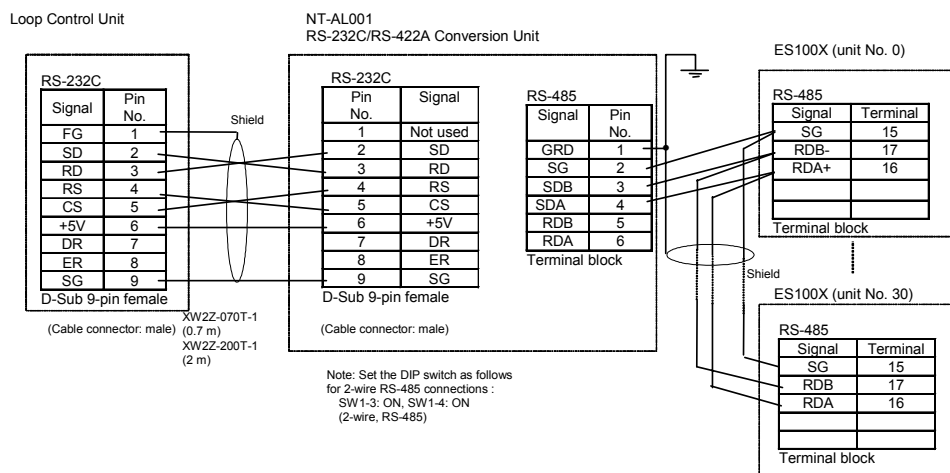 Loop Control Unit
NT-AL001
RS-232C/RS-422A Conversion Unit
ES100X (unit No. 0)
RS-232C
Signal Pin No.
FG 1
SD 2
RD 3
RS 4
CS 5
+5V 6
DR 7
ER 8
SG 9
D-Sub 9-pin female
(Cable connector: male)
Shield
XW2Z-070T-1
(0.7 m)
XW2Z-200T-1
(2 m)
RS-232C
Pin No. Signal
1 Not used
2 SD
3 RD
4 RS
5 CS
6 +5V
7 DR
8 ER
9 SG
D-Sub 9-pin female
(Cable connector: male)
RS-485
Signal Pin No.
GRD 1
SG 2
SDB 3
SDA 4
RDB 5
RDA 6
Terminal block
Note: Set the DIP switch as follows
for 2-wire RS-485 connections :
SW1-3: ON, SW1-4: ON
(2-wire, RS-485)
Shield
RS-485
Signal Terminal
SG 15
RDB- 17
RDA+ 16
Terminal block
ES100X (unit No. 30)
RS-485
Signal Terminal
SG 15
RDB 17
RDA 16
Terminal block